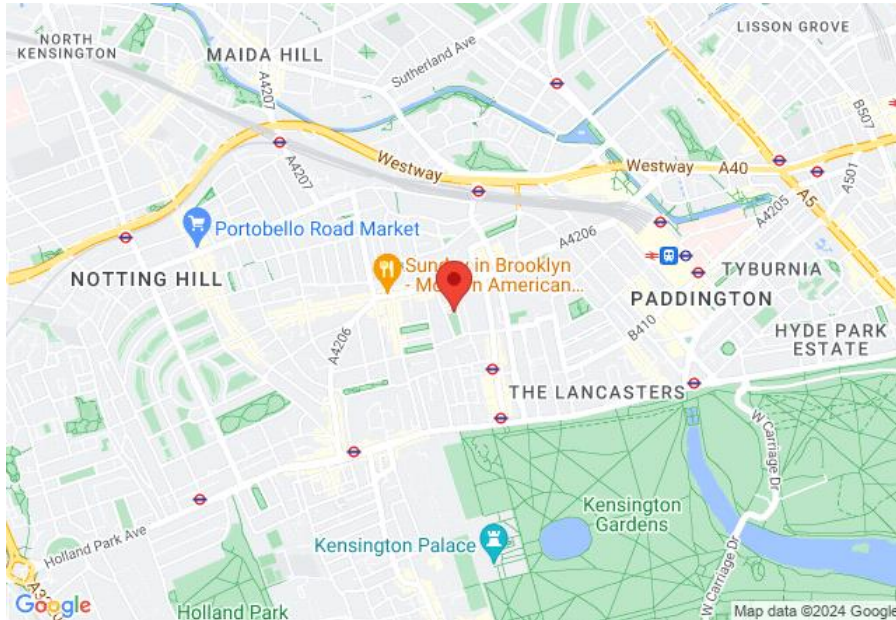 LISSON GROVE
NORTH
KENSINGTON
MAIDA HILL
Sutherland Ave
A4207
B507
A4207
Westway
Westway
A40
A501
A5
A4205
Portobello Road Market
A4206
NOTTING HILL
Sunday in Brooklyn
- Modern American...
TYBURNIA
PADDINGTON
B410
HYDE PARK
ESTATE
A4206
THE LANCASTERS
W Carriage Dr
Kensington
Gardens
Holland Park Ave
Kensington Palace
W Carriage Dr
Google
Holland Park
Map data ©2024 Google